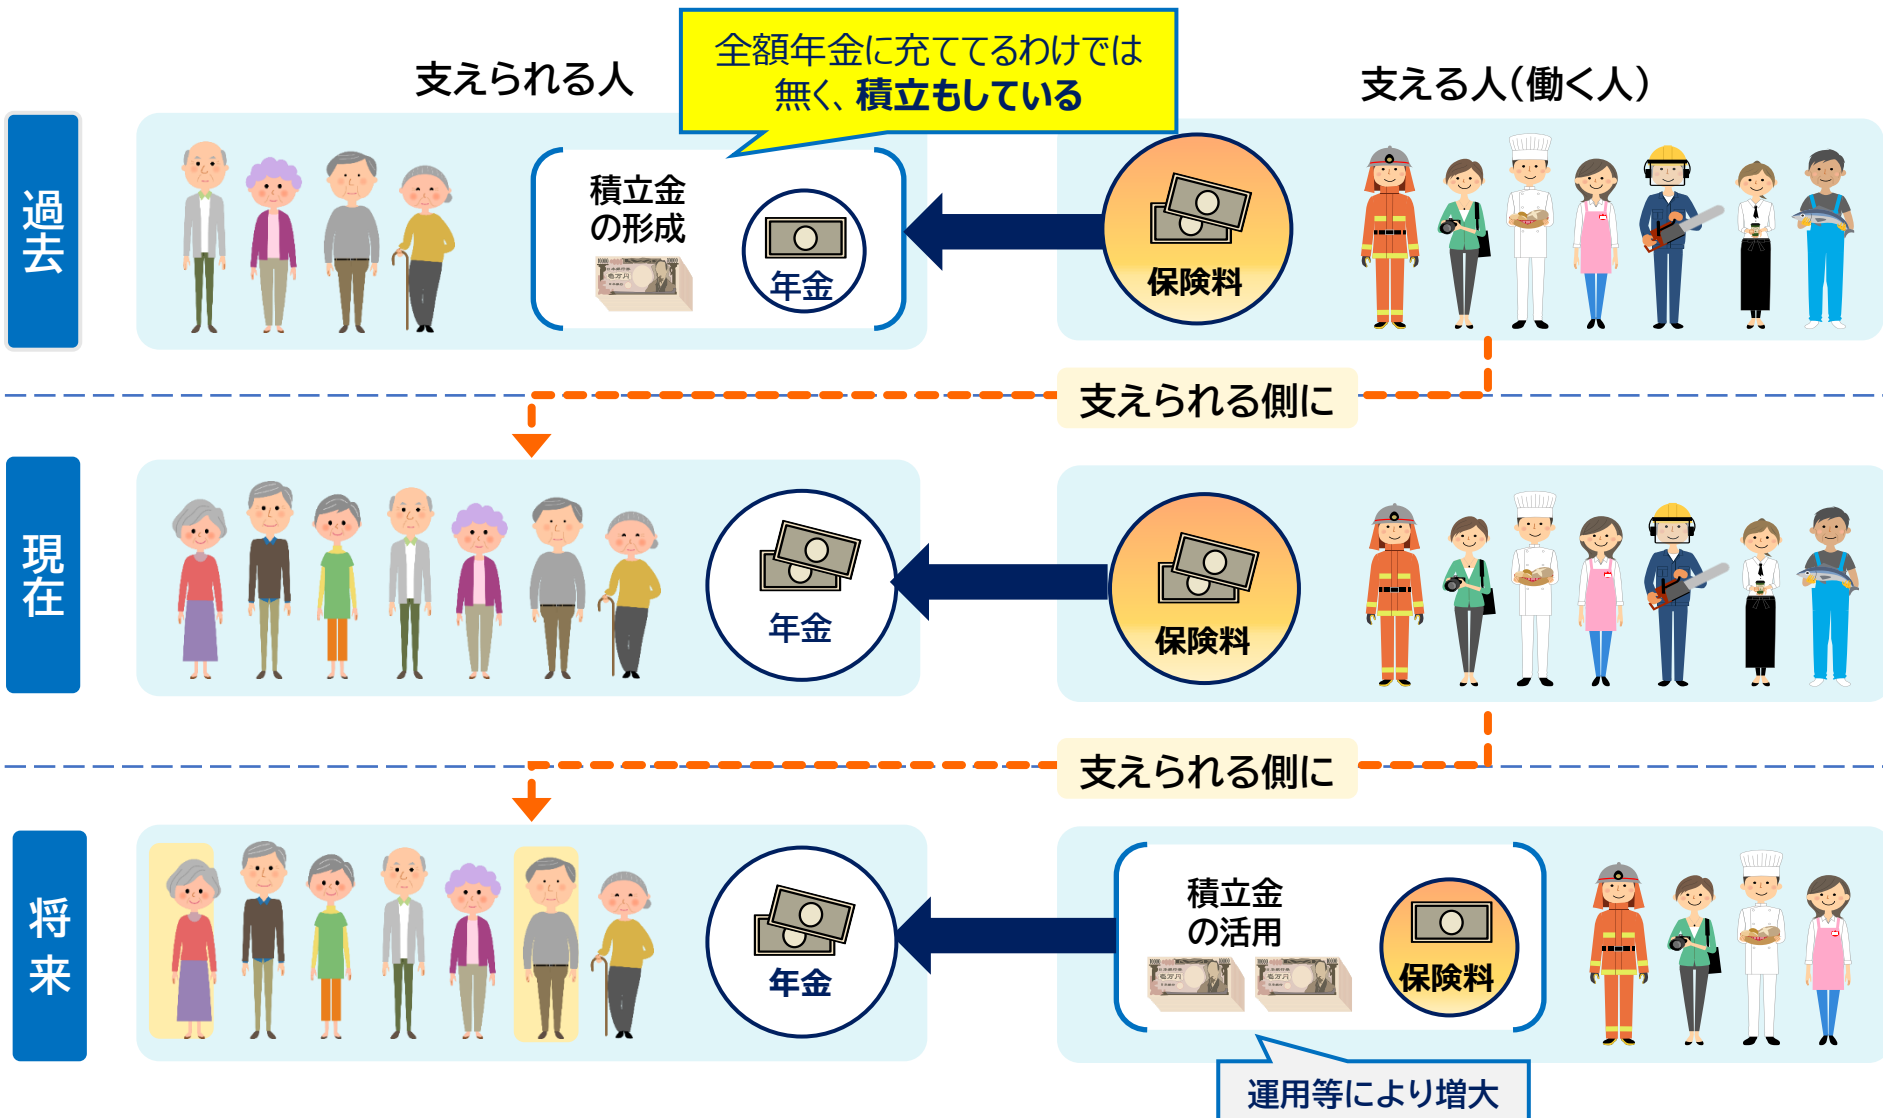 全額年金に充ててるわけでは
無く、積立もしている
支えられる人
支える人(働く人)
過去
積立金
の形成
年金
保険料
支えられる側に
現在
年金
保険料
支えられる側に
将来
年金
積立金
の活用
保険料
運用等により増大